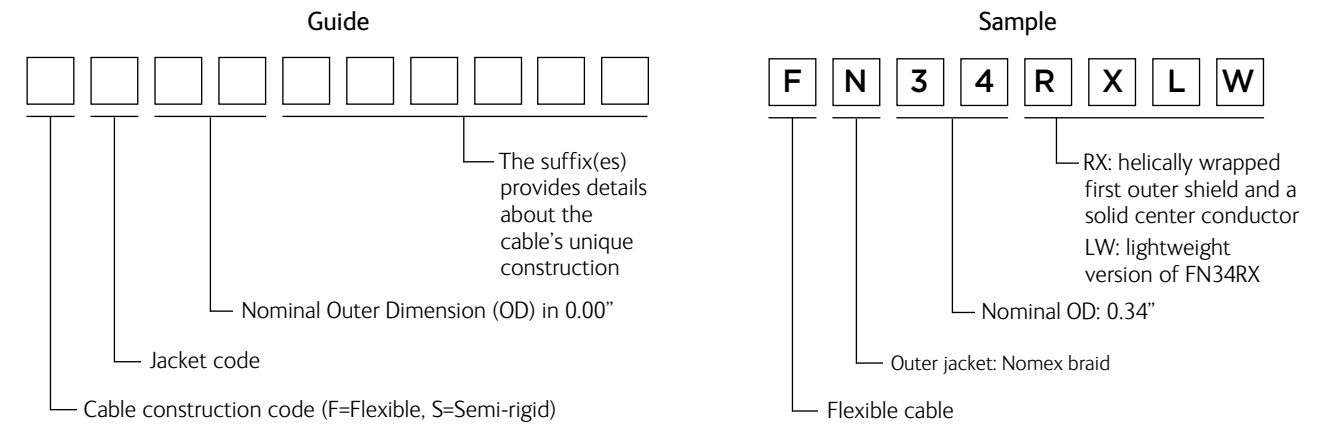 Guide
The suffix(es)
provides details
about the
cable's unique
construction
Nominal Outer Dimension (OD) in 0.00”
Jacket code
Cable construction code (F=Flexible, S=Semi-rigid)
Sample
F N 3 4 R X L W
RX: helically wrapped
first outer shield and a
solid center conductor
LW: lightweight
version of FN34RX
Nominal OD: 0.34”
Outer jacket: Nomex braid
Flexible cable